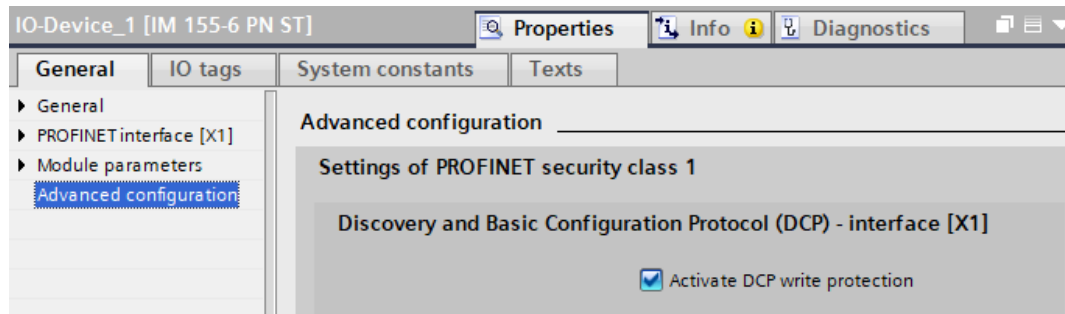 IO-Device_1 [IM 155-6 PN ST]
Properties
Info
Diagnostics
General
IO tags
System constants
Texts
General
PROFINET interface [X1]
Module parameters
Advanced configuration
Advanced configuration
Settings of PROFINET security class 1
Discovery and Basic Configuration Protocol (DCP) - interface [X1]
Activate DCP write protection